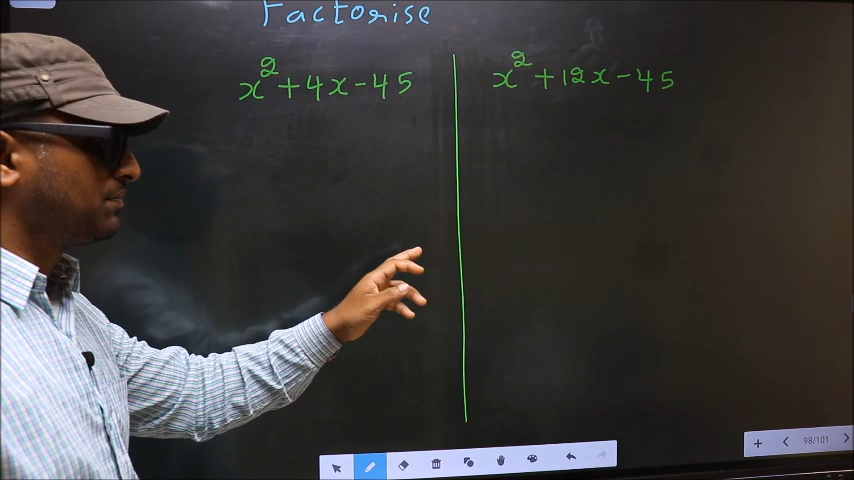 Factorise
x² + 4x - 45
x² + 12x - 45
98/101